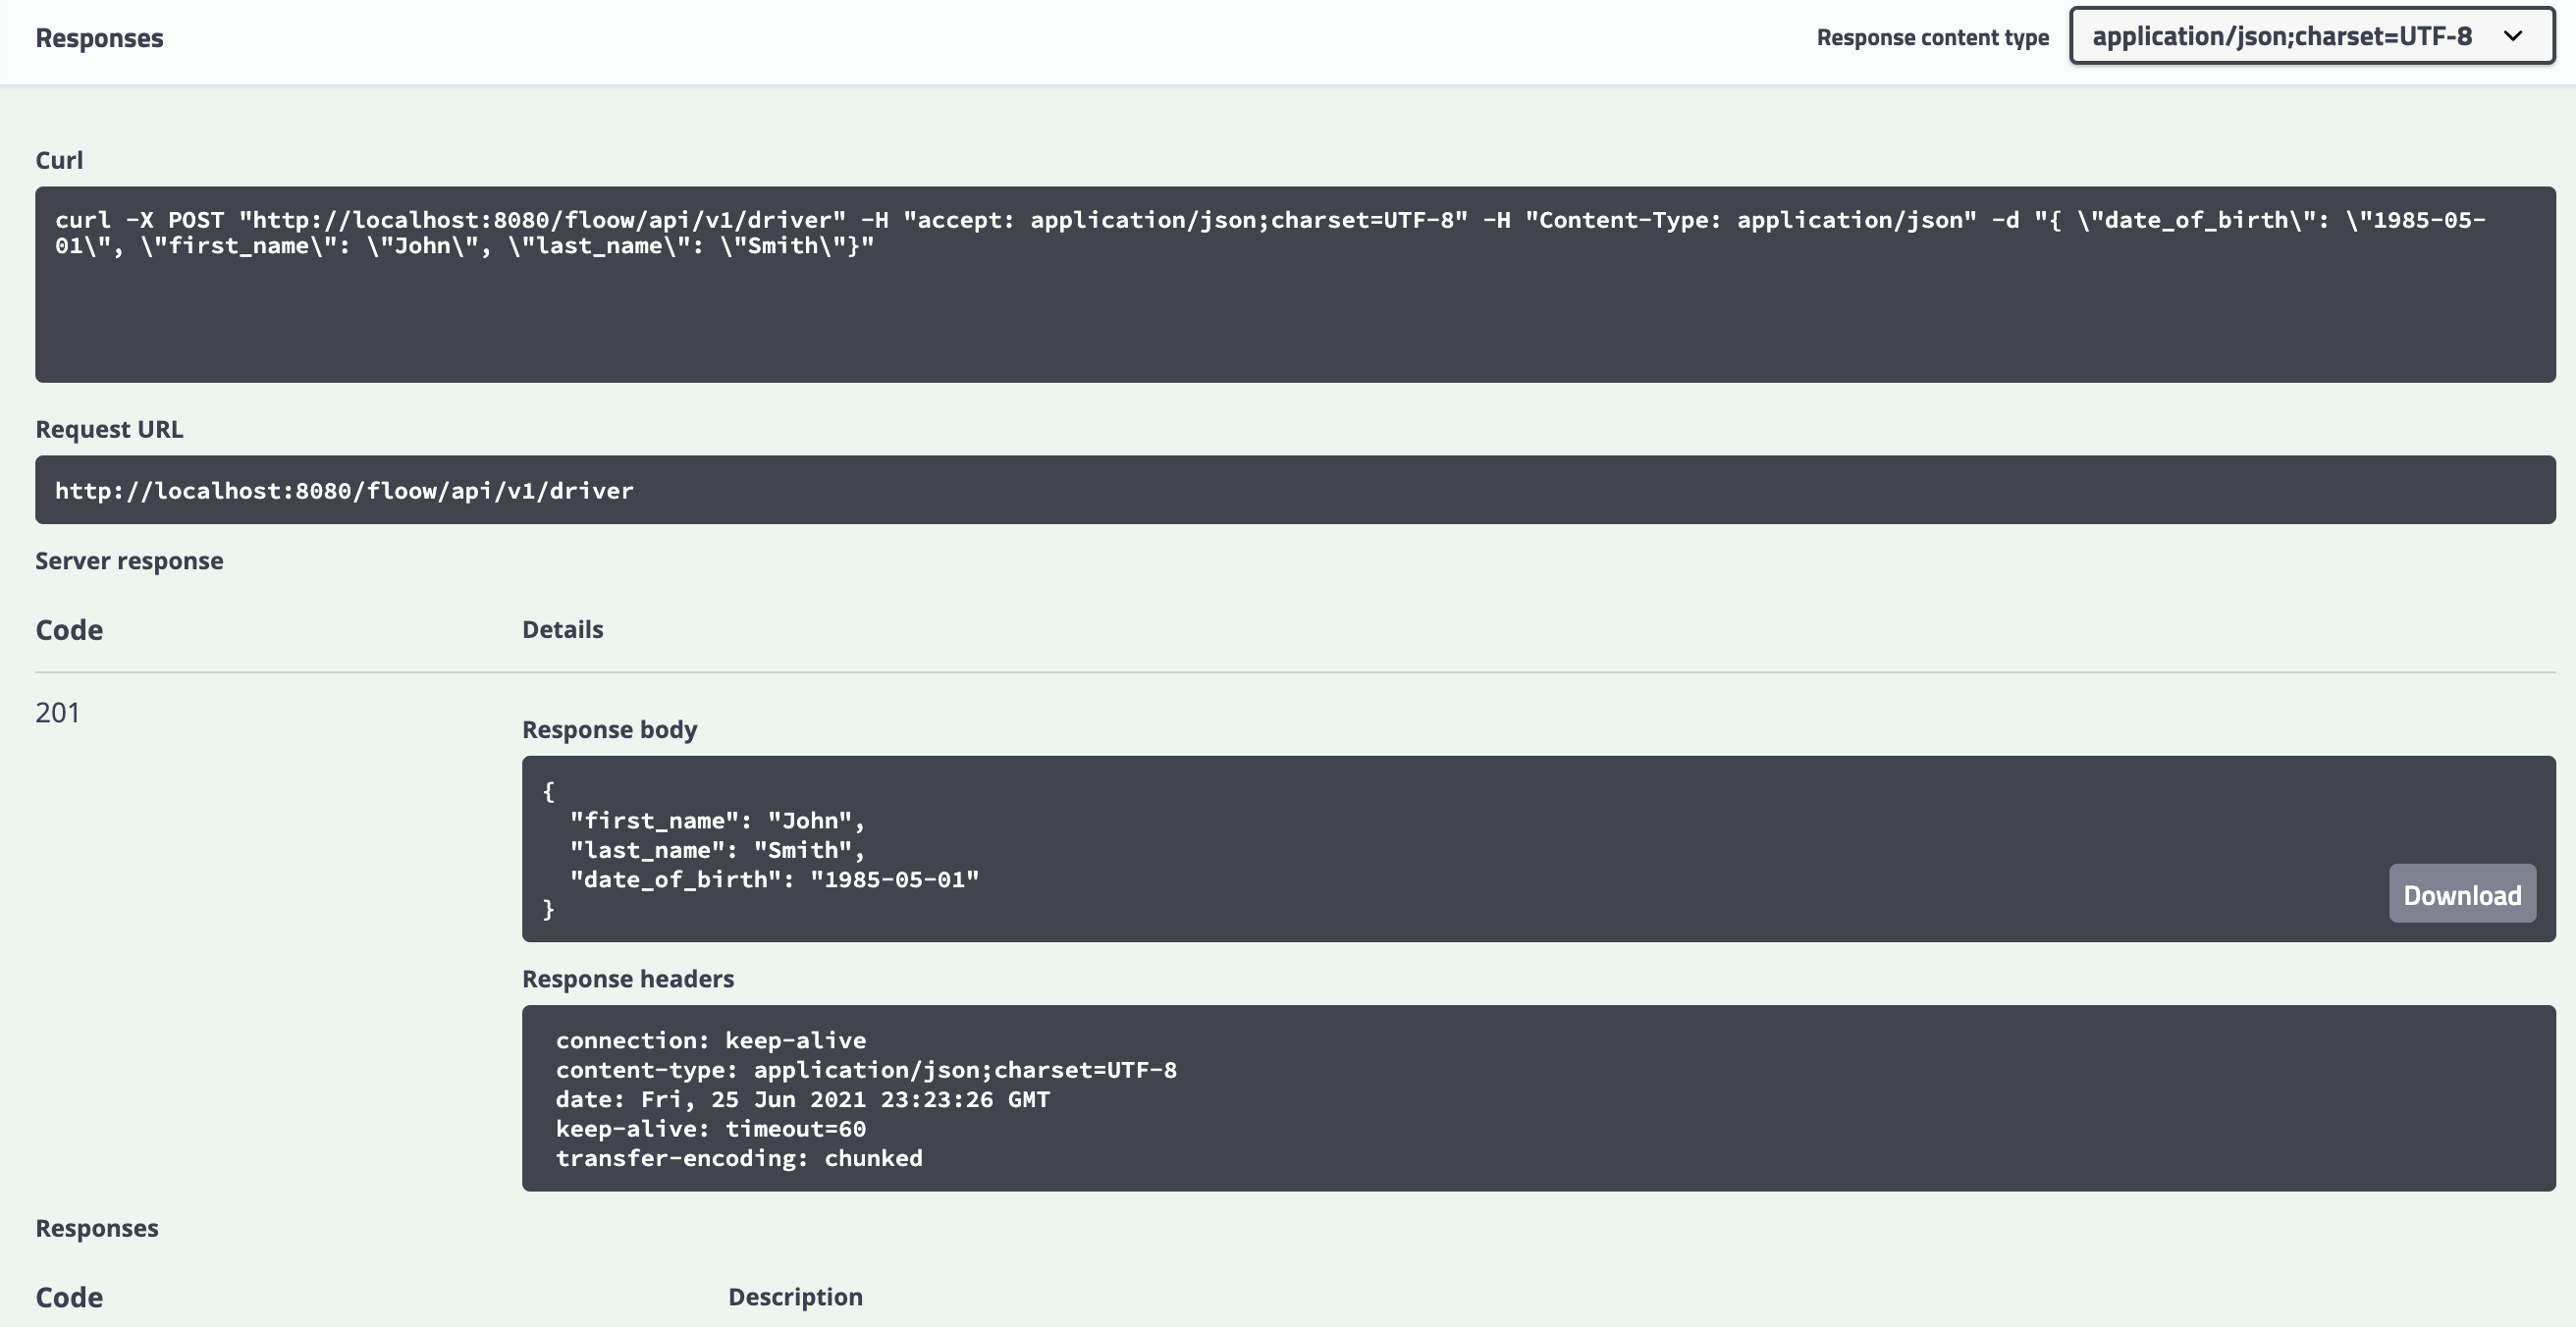 Responses
Response content type
application/json;charset=UTF-8
Curl
curl -X POST "http://localhost:8080/floow/api/v1/driver" -H "accept: application/json;charset=UTF-8" -H "Content-Type: application/json" -d "{ \"date_of_birth\": \"1985-05-
01\", \"first_name\": \"John\", \"last_name\": \"Smith\"}"
Request URL
http://localhost:8080/floow/api/v1/driver
Server response
Code
Details
201
Response body
{
  "first_name": "John",
  "last_name": "Smith",
  "date_of_birth": "1985-05-01"
}
Download
Response headers
connection: keep-alive
content-type: application/json;charset=UTF-8
date: Fri, 25 Jun 2021 23:23:26 GMT
keep-alive: timeout=60
transfer-encoding: chunked
Responses
Code
Description